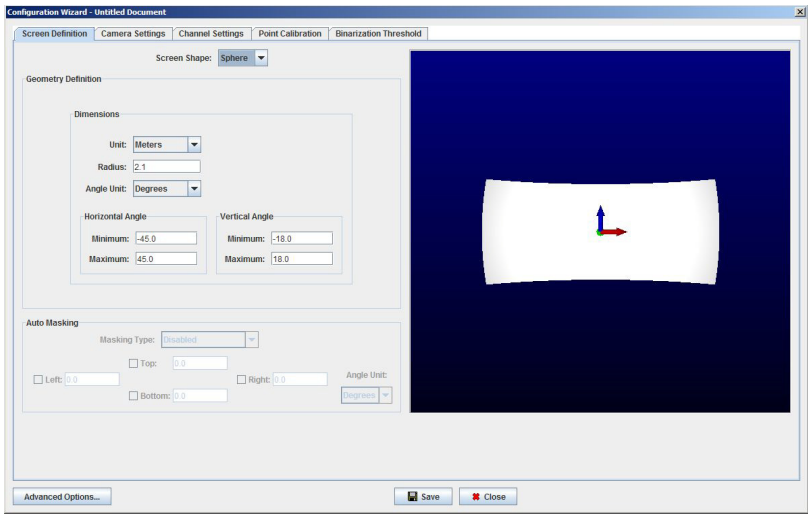 Configuration Wizard - Untitled Document
Screen Definition Camera Settings Channel Settings Point Calibration Binarization Threshold
Screen Shape: Sphere
Geometry Definition
Dimensions
Unit: Meters
Radius: 2.1
Angle Unit: Degrees
Horizontal Angle Vertical Angle
Minimum: -45.0 Minimum: -18.0
Maximum: 45.0 Maximum: 18.0
Auto Masking
Masking Type: Disabled
Top: 0.0
Left: 0.0 Right: 0.0 Angle Unit:
Bottom: 0.0 Degrees
Advanced Options... Save Close